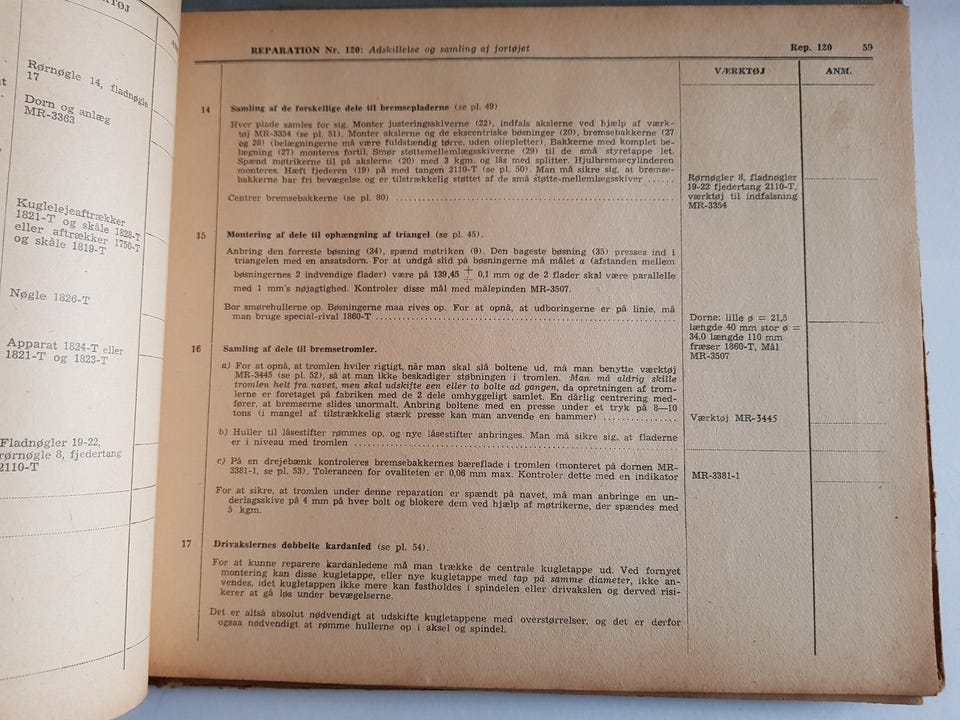 TØJ
Rørnøgle 14, fladnøgle
17
Dorn og anlæg
MR-3363
Kuglelejeaftrækker
1821-T og skåle 1828-T
eller aftrækker 1750-T
og skåle 1819-T
Nøgle 1826-T
Apparat 1824-T eller
1821-T og 1823-T
Fladnøgler 19-22,
rørnøgle 8, fjedertang
2110-T
REPARATION Nr. 120: Adskillelse og samling af fortøjet
Rep. 120 59
VÆRKTØJ
ANM.
14 Samling af de forskellige dele til bremsepladerne (se pl. 49)
Hver plade samles for sig. Monter justeringsskiverne (22), indfals akslerne ved hjælp af værk-
tøj MR-3354 (se pl. 51). Monter akslerne og de ekscentriske bøsninger (20), bremsebakkerne (27
og 28) (belægningerne må være fuldstændig tørre, uden oliepletter). Bakkerne med komplet be-
lægning (27) monteres fortil. Smør støttemellemlægsskiverne (29) til de små styretappe let.
Spænd møtrikerne til på akslerne (20) med 3 kgm. og lås med splitter. Hjulbremsecylinderen
monteres. Hæft fjederen (19) på med tangen 2110-T (se pl. 50). Man må sikre sig, at bremse-
bakkerne har fri bevægelse og er tilstrækkelig støttet af de små støtte-mellemlægsskiver ......
Centrer bremsebakkerne (se pl. 80) ..............................
Rørnøgler 8, fladnøgler
19-22 fjedertang 2110-T,
værktøj til indfalsning
MR-3354
15 Montering af dele til ophængning af triangel (se pl. 45).
Anbring den forreste bøsning (34), spænd møtriken (9). Den bageste bøsning (35) presses ind i
triangelen med en ansatsdorn. For at undgå slid på bøsningerne må målet a (afstanden mellem
bøsningernes 2 indvendige flader) være på 139,45 ± 0,1 mm og de 2 flader skal være parallelle
med 1 mm's nøjagtighed. Kontroler disse mål med målepinden MR-3507.
Bor smørehullerne op. Bøsningerne maa rives op. For at opnå, at udboringerne er på linie, må
man bruge special-rival 1860-T ..............................
Dorne: lille ø = 21,5
længde 40 mm stor ø =
34,0 længde 110 mm
fræser 1860-T, Mål
MR-3507
16 Samling af dele til bremsetromler.
a) For at opnå, at tromlen hviler rigtigt, når man skal slå boltene ud, må man benytte værktøj
MR-3445 (se pl. 52), så at man ikke beskadiger støbningen i tromlen. Man må aldrig skille
tromlen helt fra navet, men skal udskifte een eller to bolte ad gangen, da opretningen af trom-
lerne er foretaget på fabriken med de 2 dele omhyggeligt samlet. En dårlig centrering med-
fører, at bremserne slides unormalt. Anbring boltene med en presse under et tryk på 8—10
tons (i mangel af tilstrækkelig stærk presse kan man anvende en hammer) ..................
Værktøj MR-3445
b) Huller til låsestifter rømmes op, og nye låsestifter anbringes. Man må sikre sig, at fladerne
er i niveau med tromlen ..............................
c) På en drejebænk kontroleres bremsebakkernes bæreflade i tromlen (monteret på dornen MR-
3381-1, se pl. 53). Tolerancen for ovaliteten er 0,06 mm max. Kontroler dette med en indikator
MR-3381-1
For at sikre, at tromlen under denne reparation er spændt på navet, må man anbringe en un-
derlagsskive på 4 mm på hver bolt og blokere dem ved hjælp af møtrikerne, der spændes med
5 kgm.
17 Drivakslernes dobbelte kardanled (se pl. 54).
For at kunne reparere kardanledene må man trække de centrale kugletappe ud. Ved fornyet
montering kan disse kugletappe, eller nye kugletappe med tap på samme diameter, ikke an-
vendes, idet kugletappen ikke mere kan fastholdes i spindelen eller drivakslen og derved risi-
kerer at gå løs under bevægelserne.
Det er altså absolut nødvendigt at udskifte kugletappene med overstørrelser, og det er derfor
ogsaa nødvendigt at rømme hullerne op i aksel og spindel.